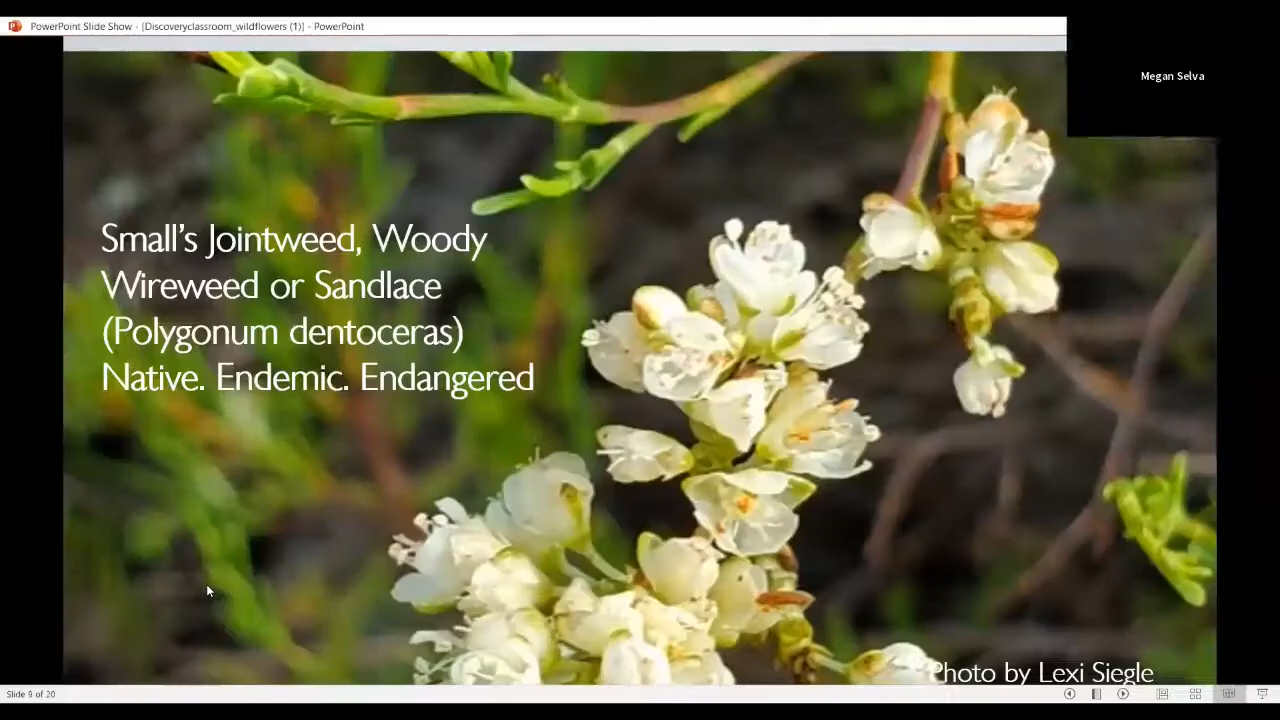 PowerPoint Slide Show - [Discoveryclassroom_wildflowers (1)] - PowerPoint
Megan Selva
Small's Jointweed, Woody
Wireweed or Sandlace
(Polygonum dentoceras)
Native. Endemic. Endangered
Photo by Lexi Siegle
Slide 9 of 20